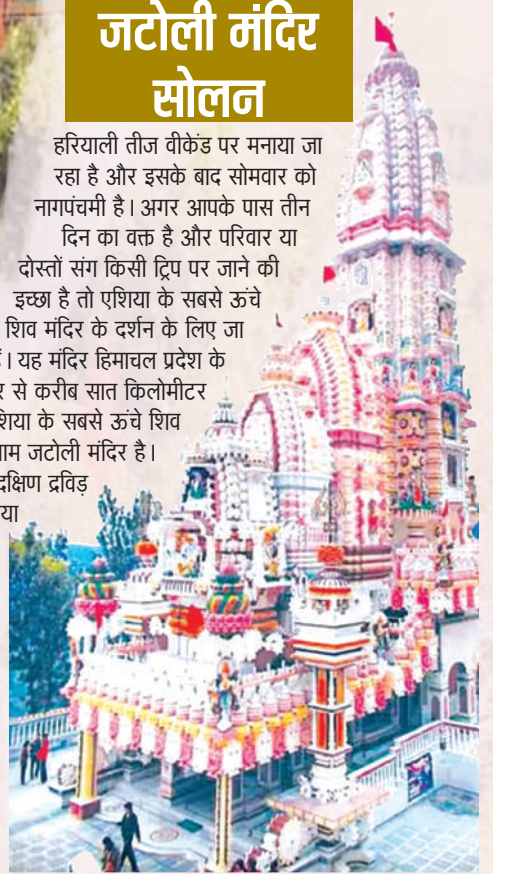 जटोली मंदिर
सोलन
हरियाली तीज वीकेंड पर मनाया जा
रहा है और इसके बाद सोमवार को
नागपंचमी है। अगर आपके पास तीन
दिन का वक्त है और परिवार या
दोस्तों संग किसी ट्रिप पर जाने की
इच्छा है तो एशिया के सबसे ऊंचे
शिव मंदिर के दर्शन के लिए जा
। यह मंदिर हिमाचल प्रदेश के
से करीब सात किलोमीटर
के सबसे ऊंचे शिव
जटोली मंदिर है।
दक्षिण द्रविड़